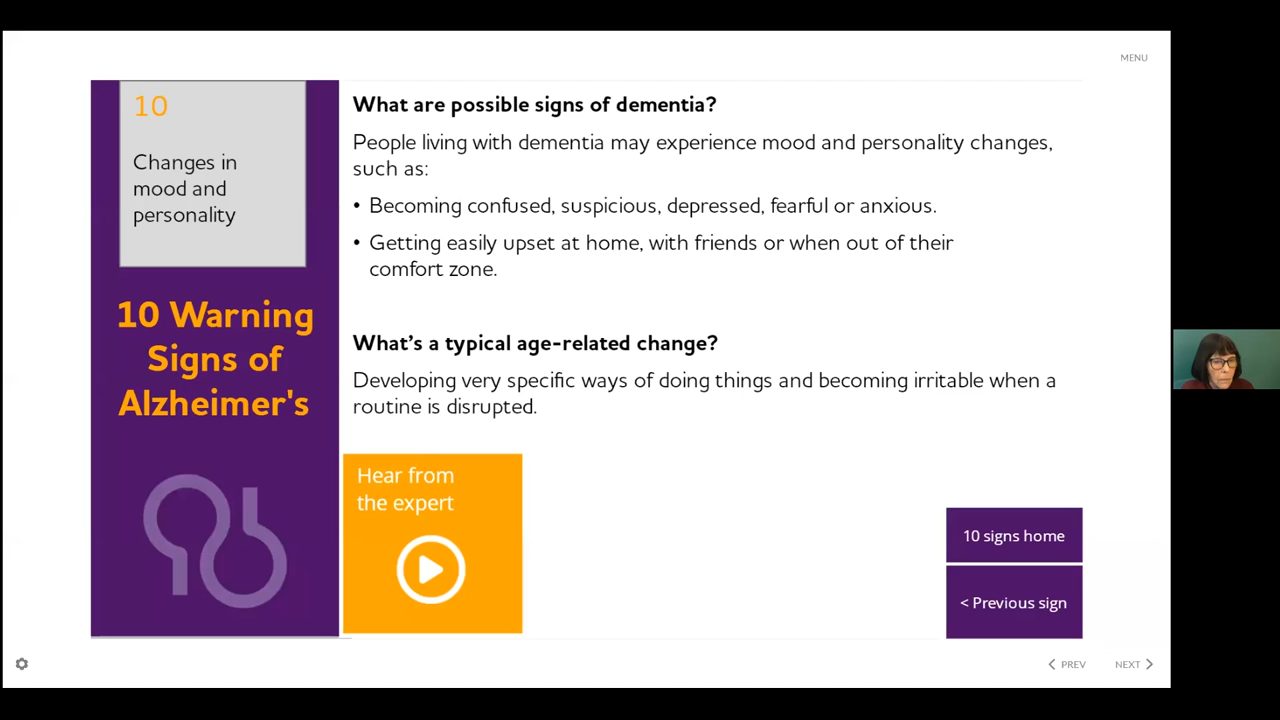 MENU
10
Changes in
mood and
personality
10 Warning
Signs of
Alzheimer's
What are possible signs of dementia?
People living with dementia may experience mood and personality changes,
such as:
• Becoming confused, suspicious, depressed, fearful or anxious.
• Getting easily upset at home, with friends or when out of their
comfort zone.
What's a typical age-related change?
Developing very specific ways of doing things and becoming irritable when a
routine is disrupted.
Hear from
the expert
10 signs home
< Previous sign
PREV
NEXT